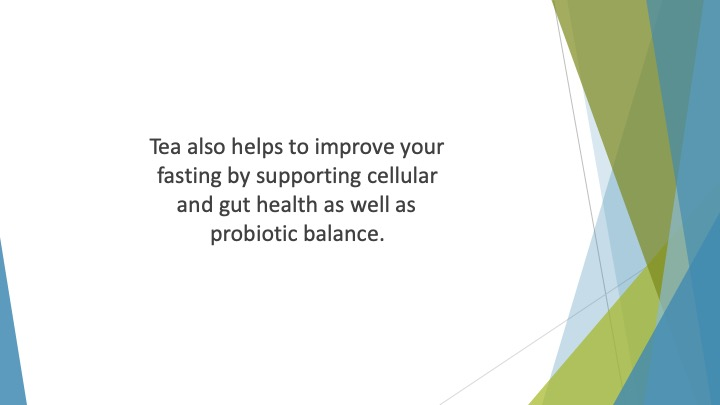 Tea also helps to improve your
fasting by supporting cellular
and gut health as well as
probiotic balance.